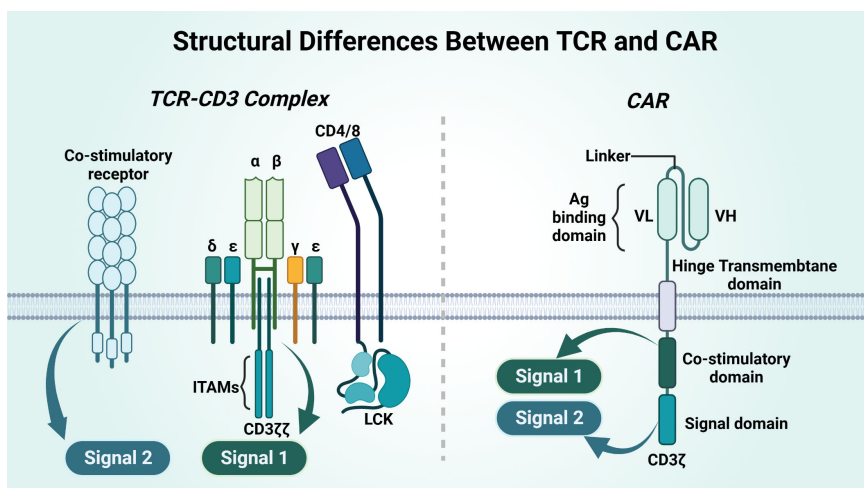 Structural Differences Between TCR and CAR
TCR-CD3 Complex
CD4/8
Co-stimulatory
receptor
α β
δ ε
γ ε
ITAMs
CD3ζζ
LCK
Signal 2
Signal 1
CAR
Linker
Ag
binding
domain
VL
VH
Hinge Transmembtane
domain
Co-stimulatory
domain
Signal 1
Signal 2
Signal domain
CD3ζ